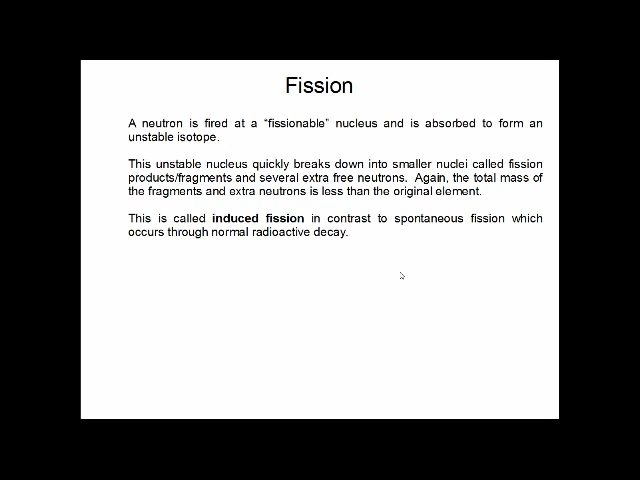 Fission
A neutron is fired at a “fissionable” nucleus and is absorbed to form an
unstable isotope.
This unstable nucleus quickly breaks down into smaller nuclei called fission
products/fragments and several extra free neutrons. Again, the total mass of
the fragments and extra neutrons is less than the original element.
This is called induced fission in contrast to spontaneous fission which
occurs through normal radioactive decay.